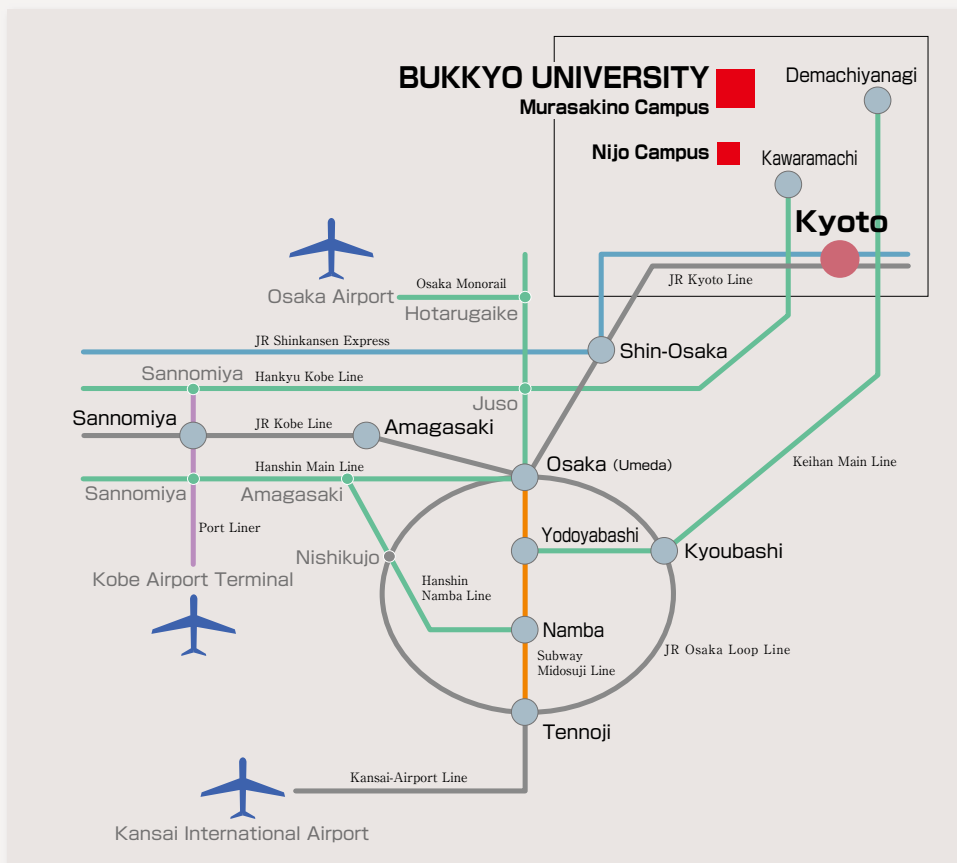 BUKKYO UNIVERSITY
Murasakino Campus
Demachiyanagi
Nijo Campus
Kawaramachi
Kyoto
Osaka Airport
Osaka Monorail
Hotarugaike
JR Kyoto Line
JR Shinkansen Express
Shin-Osaka
Sannomiya
Hankyu Kobe Line
Juso
Sannomiya
JR Kobe Line
Amagasaki
Osaka (Umeda)
Keihan Main Line
Hanshin Main Line
Sannomiya
Amagasaki
Port Liner
Yodoyabashi
Kyoubashi
Nishikujo
Kobe Airport Terminal
Hanshin
Namba Line
Namba
Subway
Midosuji Line
JR Osaka Loop Line
Tennoji
Kansai-Airport Line
Kansai International Airport